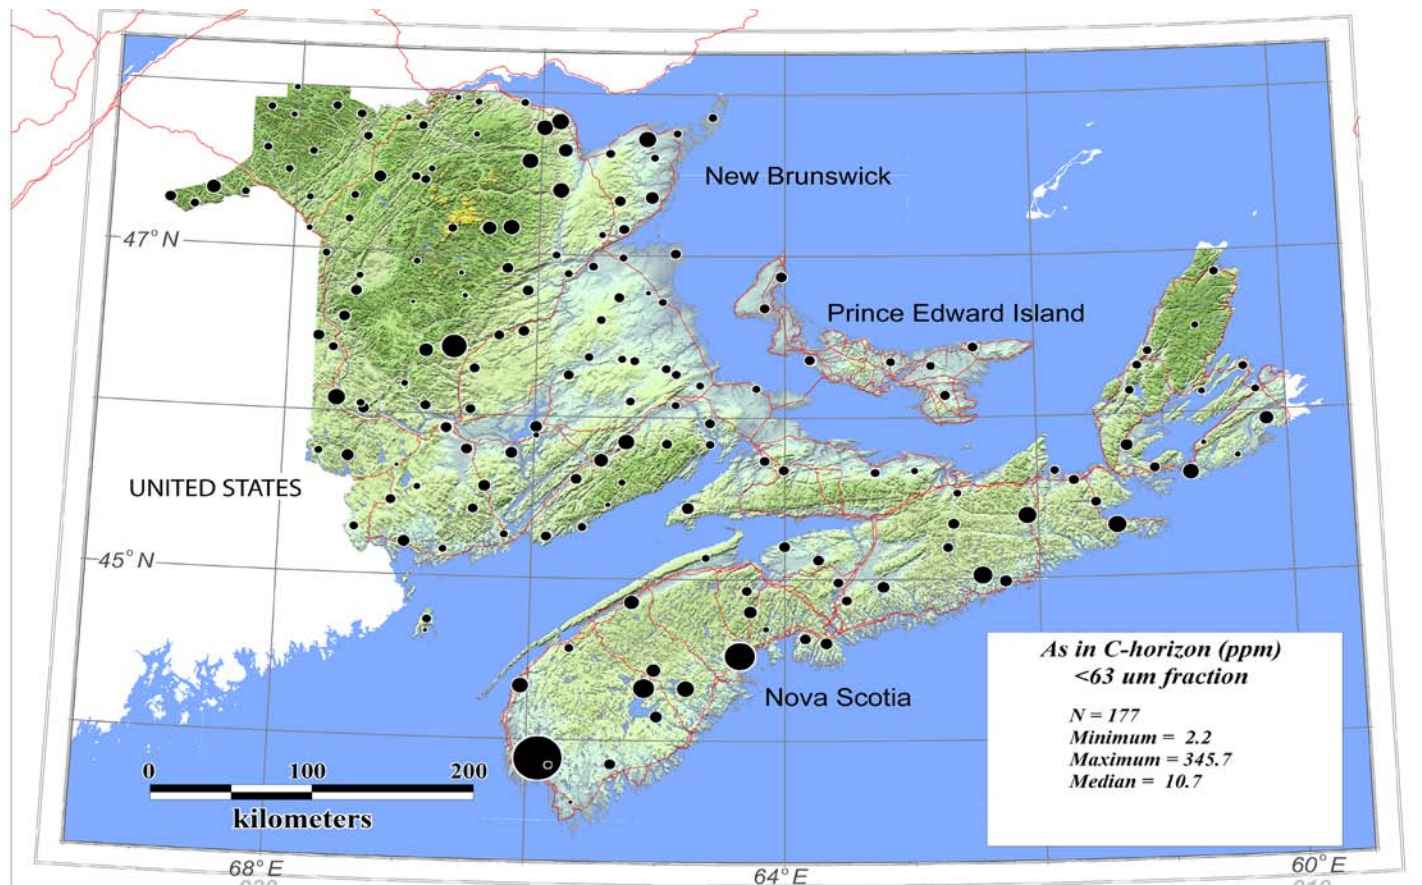 New Brunswick
47° N
Prince Edward Island
UNITED STATES
45° N
As in C-horizon (ppm)
<63 um fraction
Nova Scotia
N = 177
Minimum = 2.2
Maximum = 345.7
Median = 10.7
0 100 200
kilometers
68° E
64° E
60° E